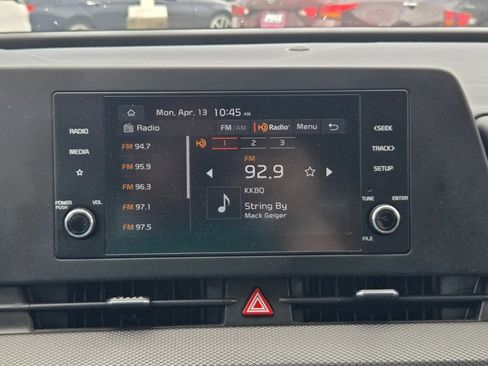 Mon, Apr. 13 10:45 AM
Radio FM/AM HD Radio Menu
HD 1 2 3
FM 94.7
FM 95.9
FM 96.3
FM 97.1
FM 97.5
FM
92.9
KKBQ
String By
Mack Geiger
RADIO
MEDIA
POWER PUSH
VOL
<SEEK
TRACK>
SETUP
TUNE
ENTER
FILE